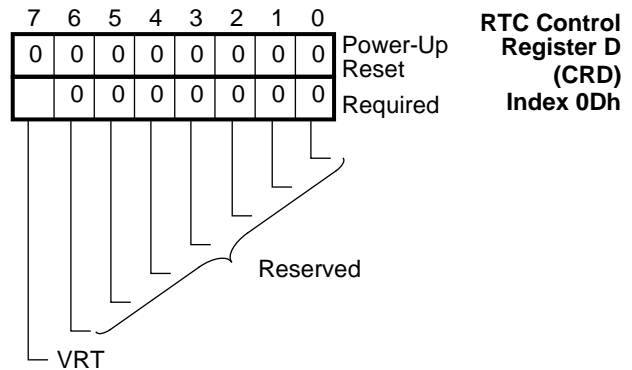 7 6 5 4 3 2 1 0
0 0 0 0 0 0 0 0 Power-Up Reset
0 0 0 0 0 0 0 Required
RTC Control
Register D
(CRD)
Index 0Dh
Reserved
VRT